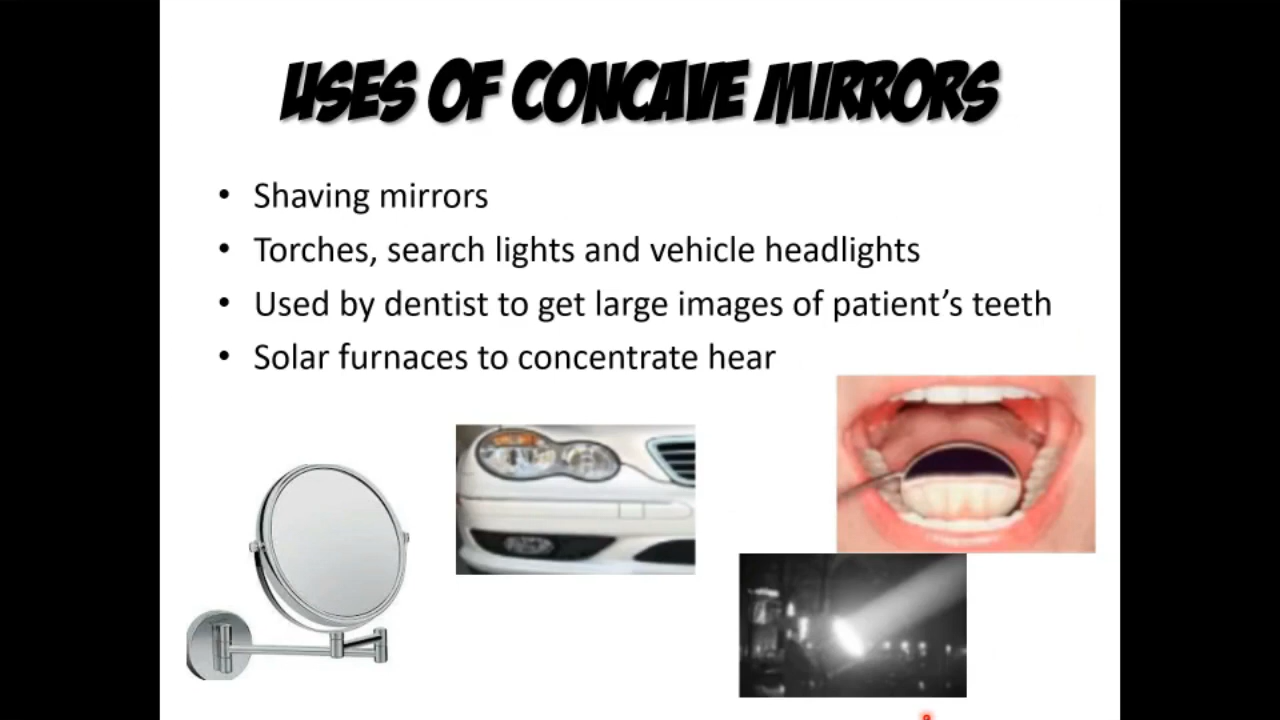 USES OF CONCAVE MIRRORS
• Shaving mirrors
• Torches, search lights and vehicle headlights
• Used by dentist to get large images of patient’s teeth
• Solar furnaces to concentrate hear